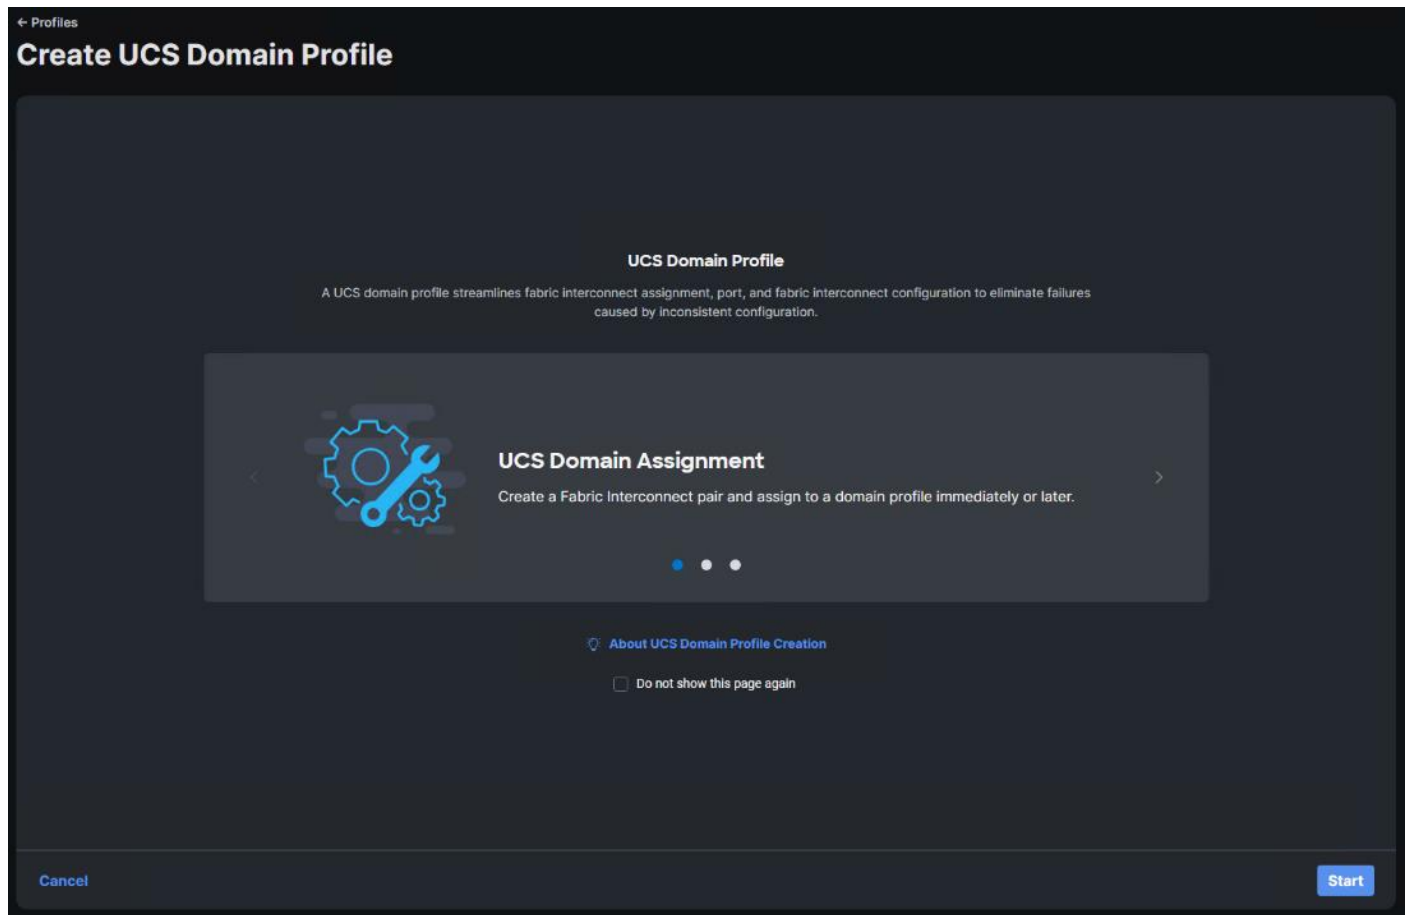 ← Profiles
Create UCS Domain Profile
UCS Domain Profile
A UCS domain profile streamlines fabric interconnect assignment, port, and fabric interconnect configuration to eliminate failures
caused by inconsistent configuration.
UCS Domain Assignment
Create a Fabric Interconnect pair and assign to a domain profile immediately or later.
About UCS Domain Profile Creation
Do not show this page again
Cancel
Start